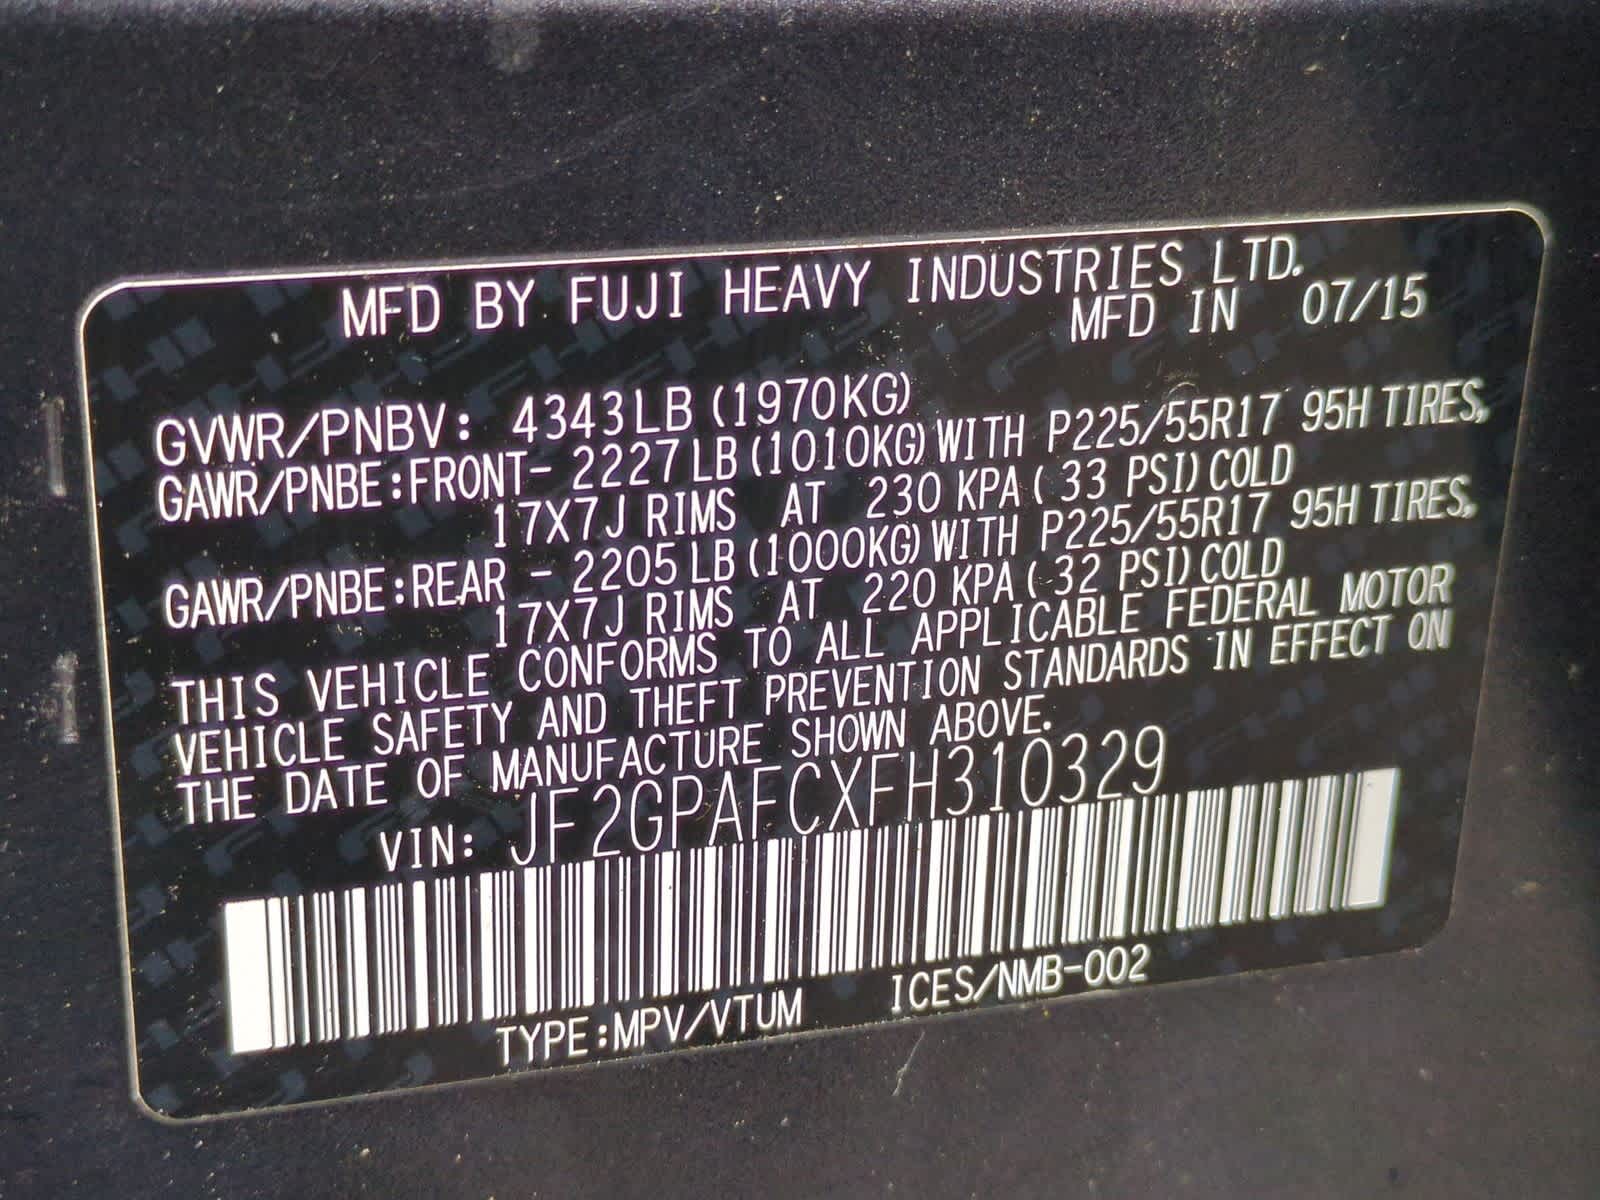 MFD BY FUJI HEAVY INDUSTRIES LTD.
MFD IN 07/15
GVWR/PNBV: 4343LB (1970KG)
GAWR/PNBE:FRONT- 2227LB (1010KG) WITH P225/55R17 95H TIRES,
17X7J RIMS AT 230 KPA ( 33 PSI) COLD
GAWR/PNBE:REAR - 2205LB (1000KG) WITH P225/55R17 95H TIRES,
17X7J RIMS AT 220 KPA ( 32 PSI) COLD
THIS VEHICLE CONFORMS TO ALL APPLICABLE FEDERAL MOTOR
VEHICLE SAFETY AND THEFT PREVENTION STANDARDS IN EFFECT ON
THE DATE OF MANUFACTURE SHOWN ABOVE.
VIN: JF2GPAFCXFH310329
TYPE:MPV/VTUM ICES/NMB-002